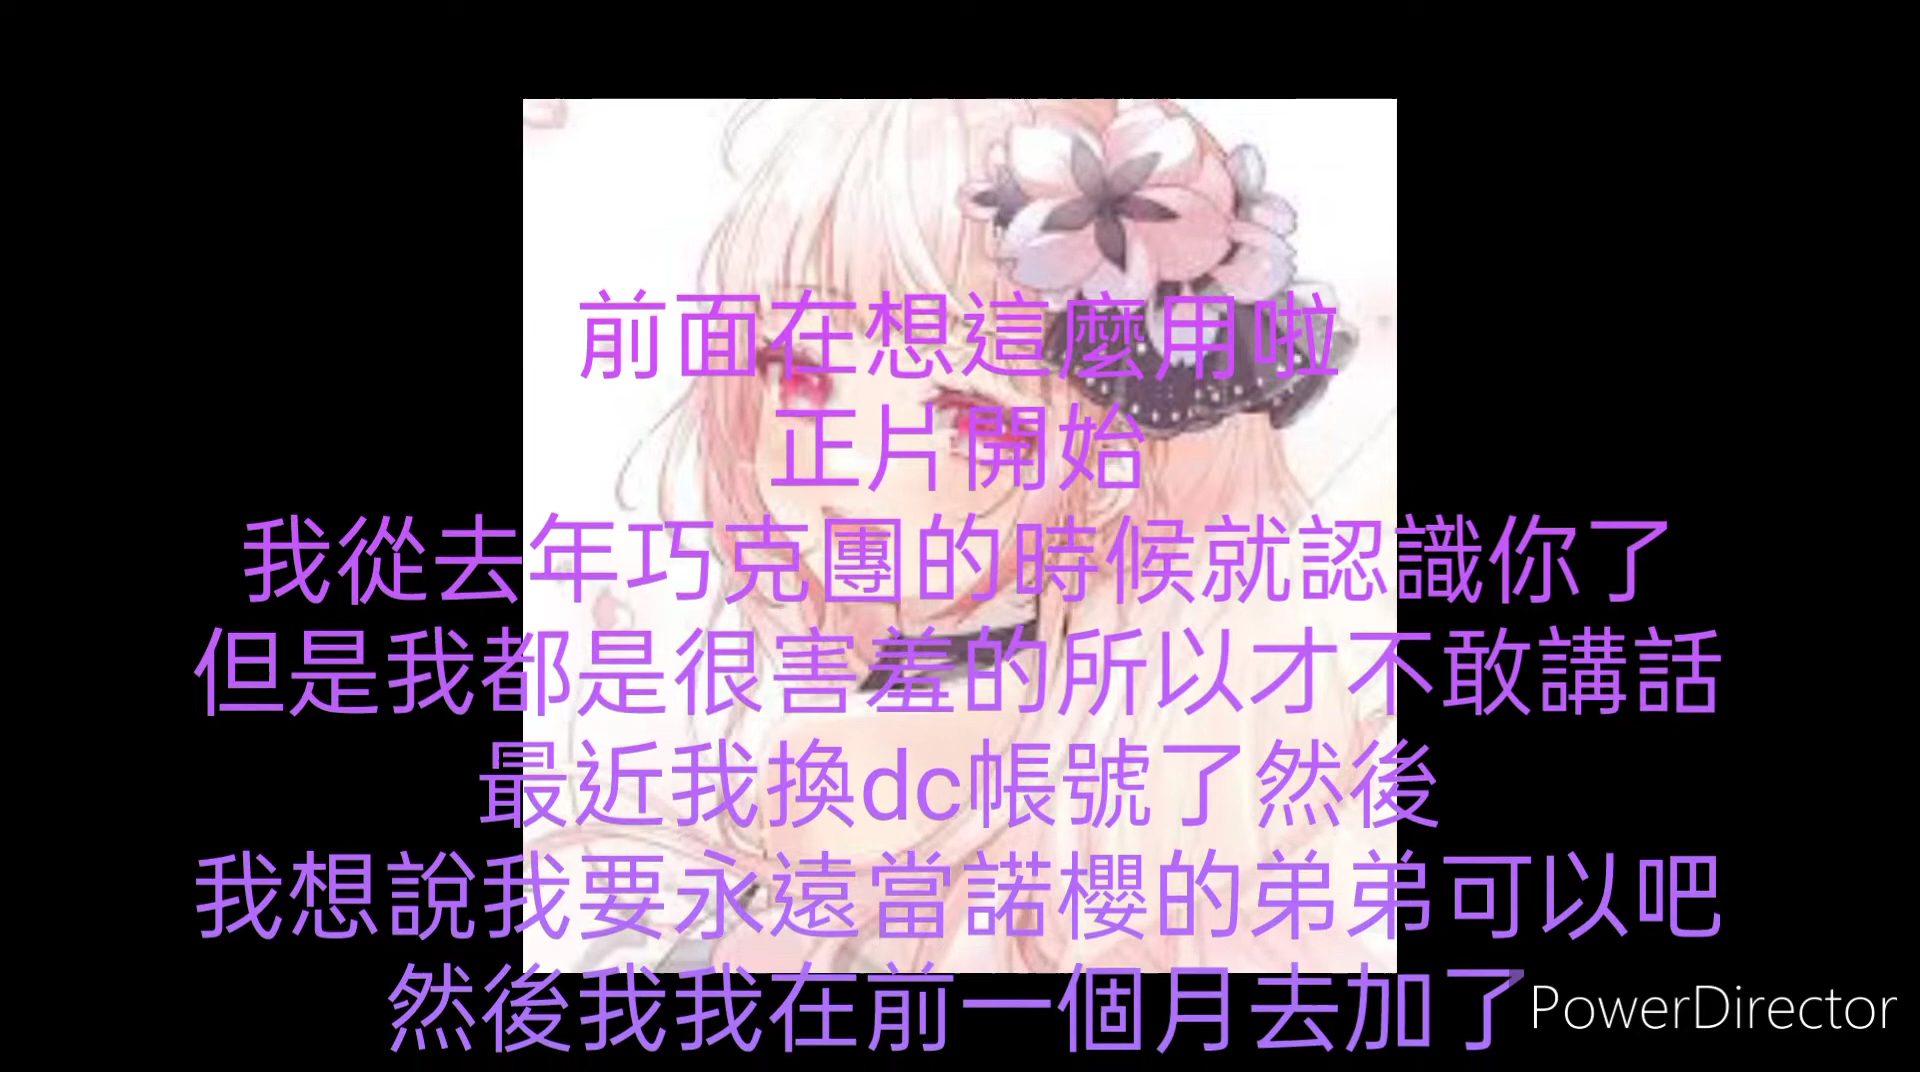 前面在想這麼用啦
正片開始
我從去年巧克團的時候就認識你了
但是我都是很害羞的所以才不敢講話
最近我換dc帳號了然後
我想說我要永遠當諾櫻的弟弟可以吧
然後我我在前一個月去加了
PowerDirector